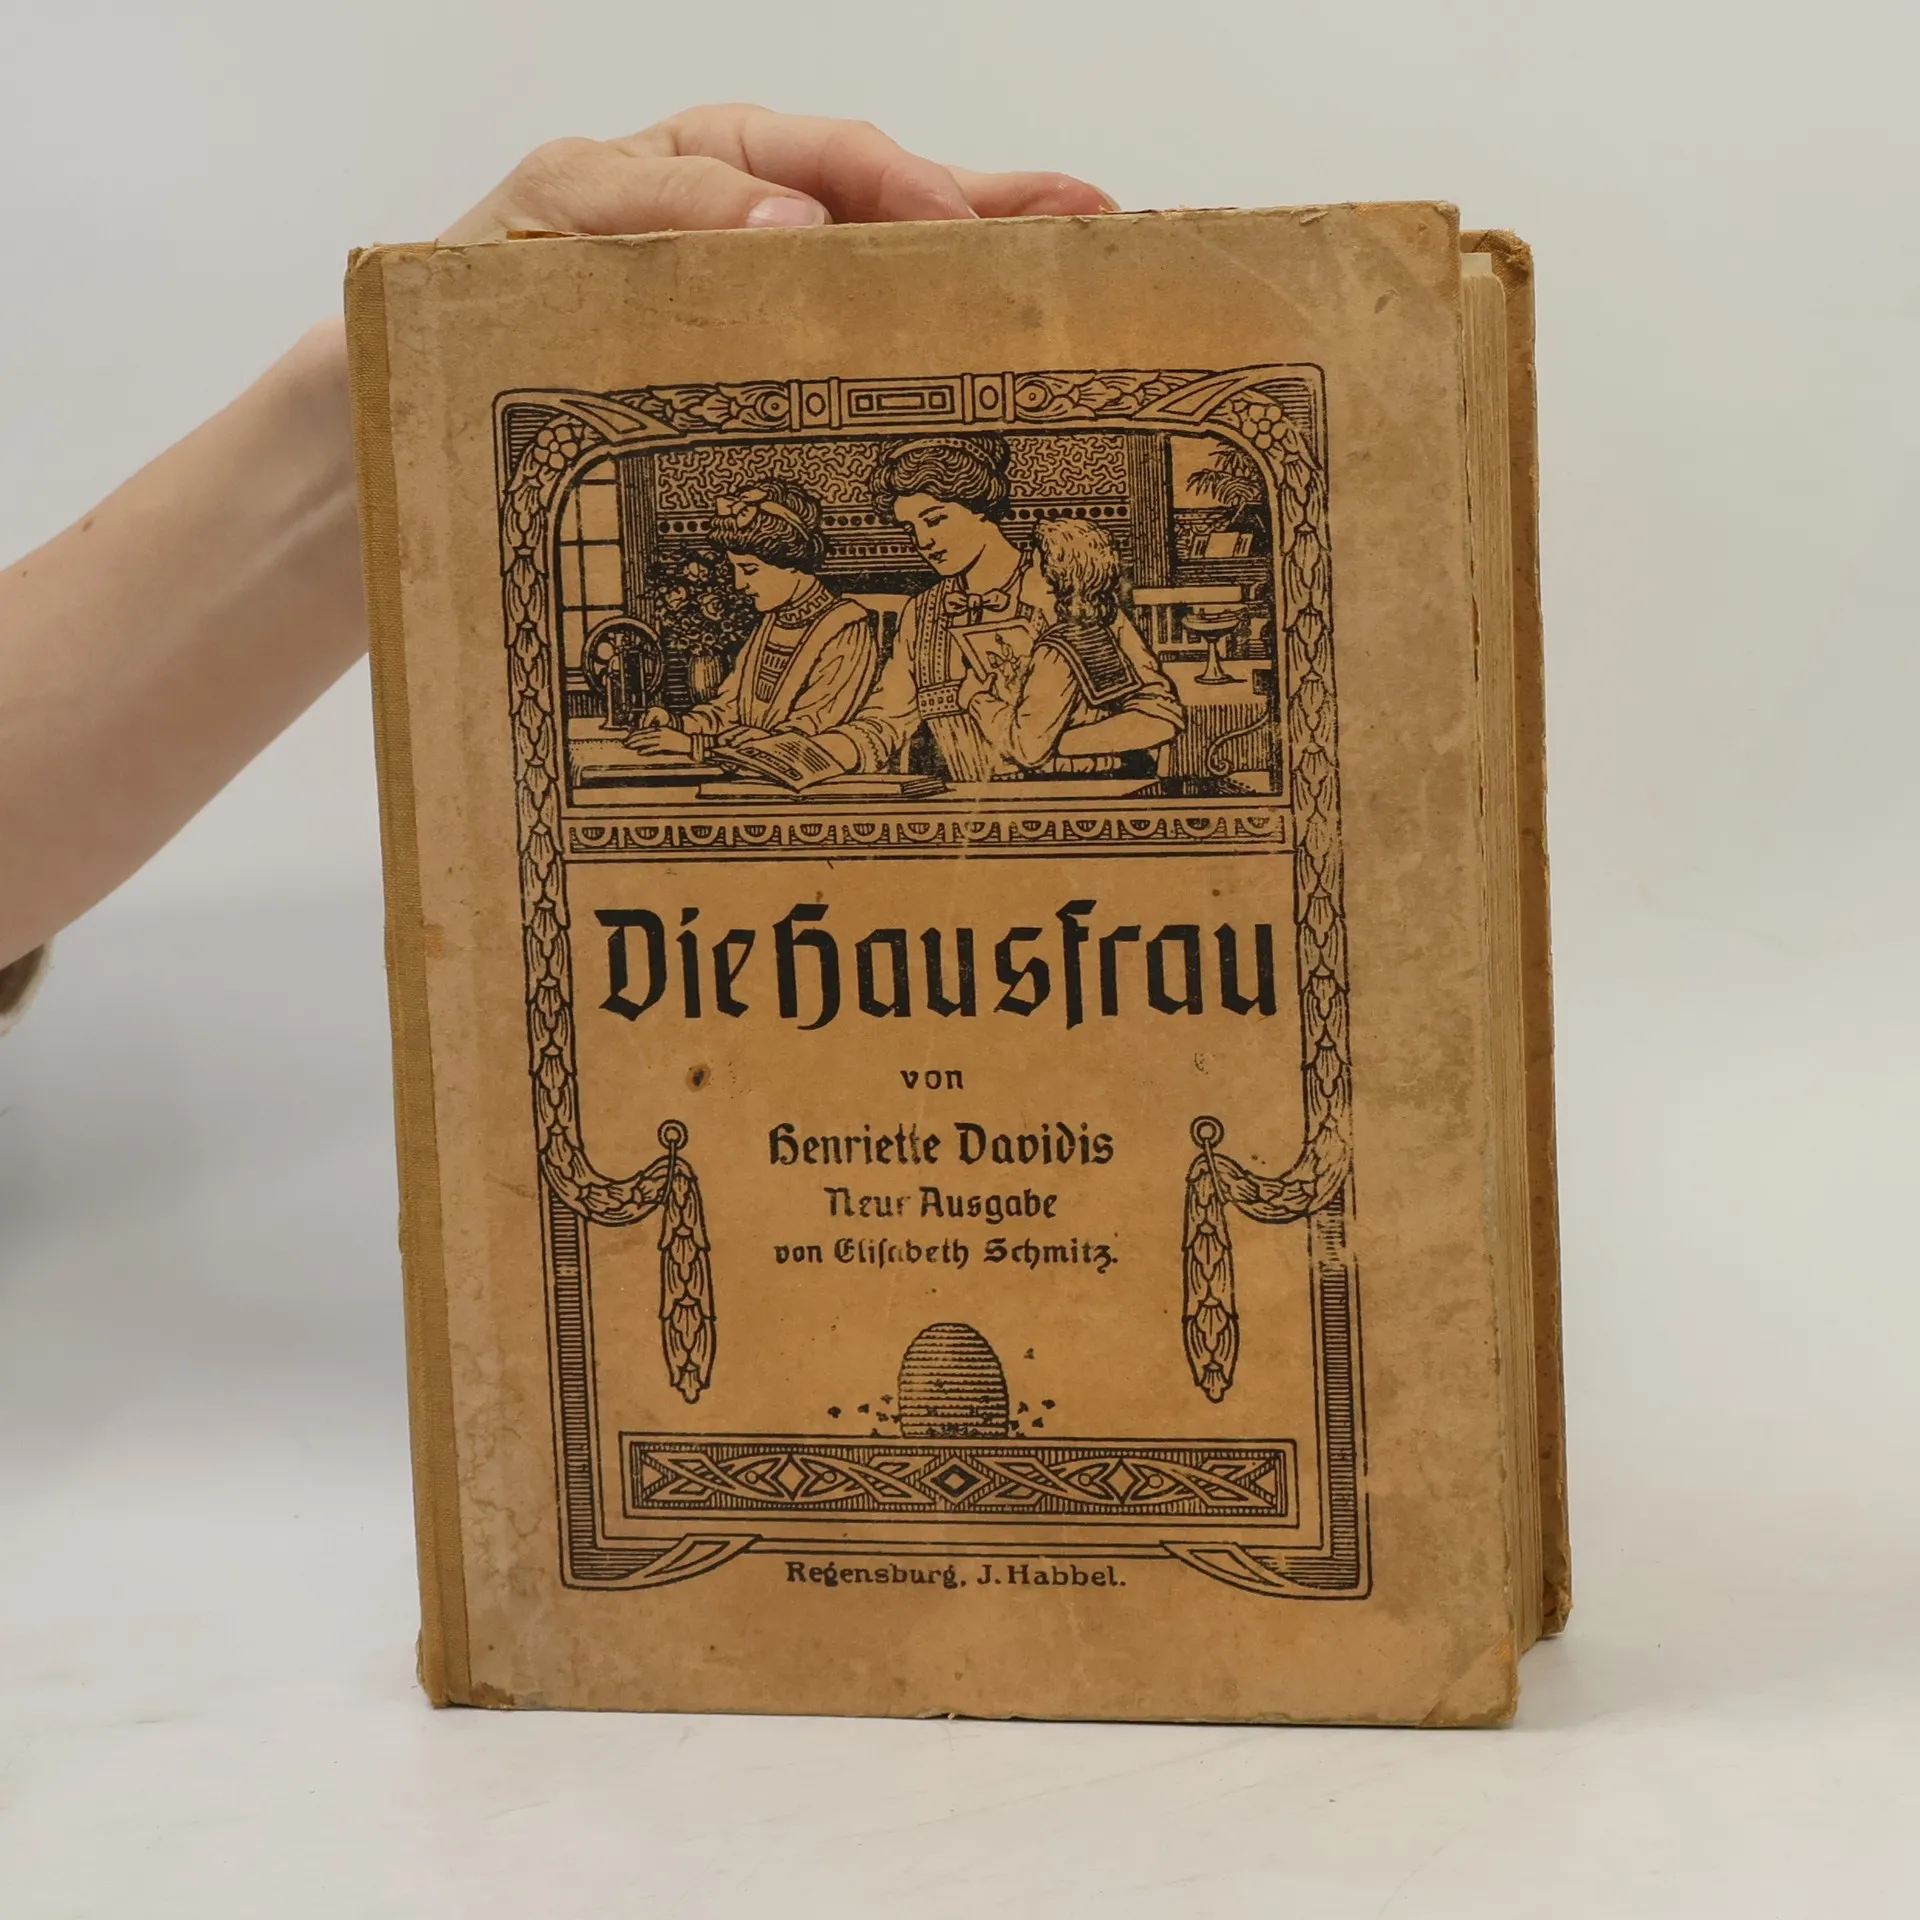 Die Hausfrau
von
Henriette Davidis
Neue Ausgabe
von Elisabeth Schmitz.
Regensburg, J. Habbel.